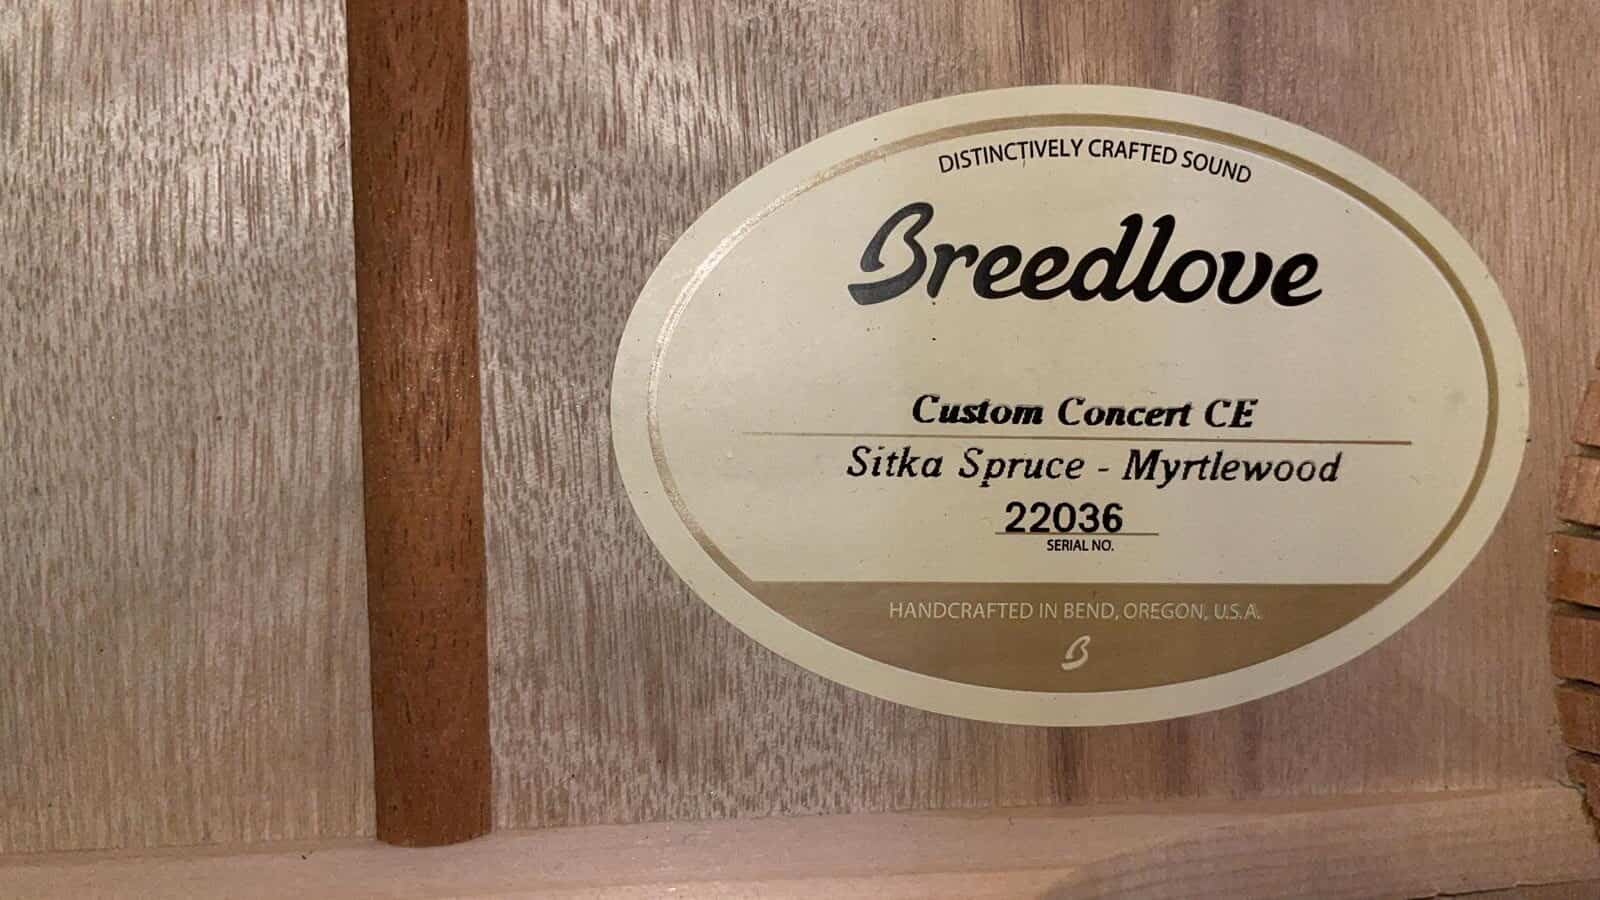 DISTINCTIVELY CRAFTED SOUND
Breedlove
Custom Concert CE
Sitka Spruce - Myrtlewood
22036
SERIAL NO.
HANDCRAFTED IN BEND, OREGON, U.S.A.
B